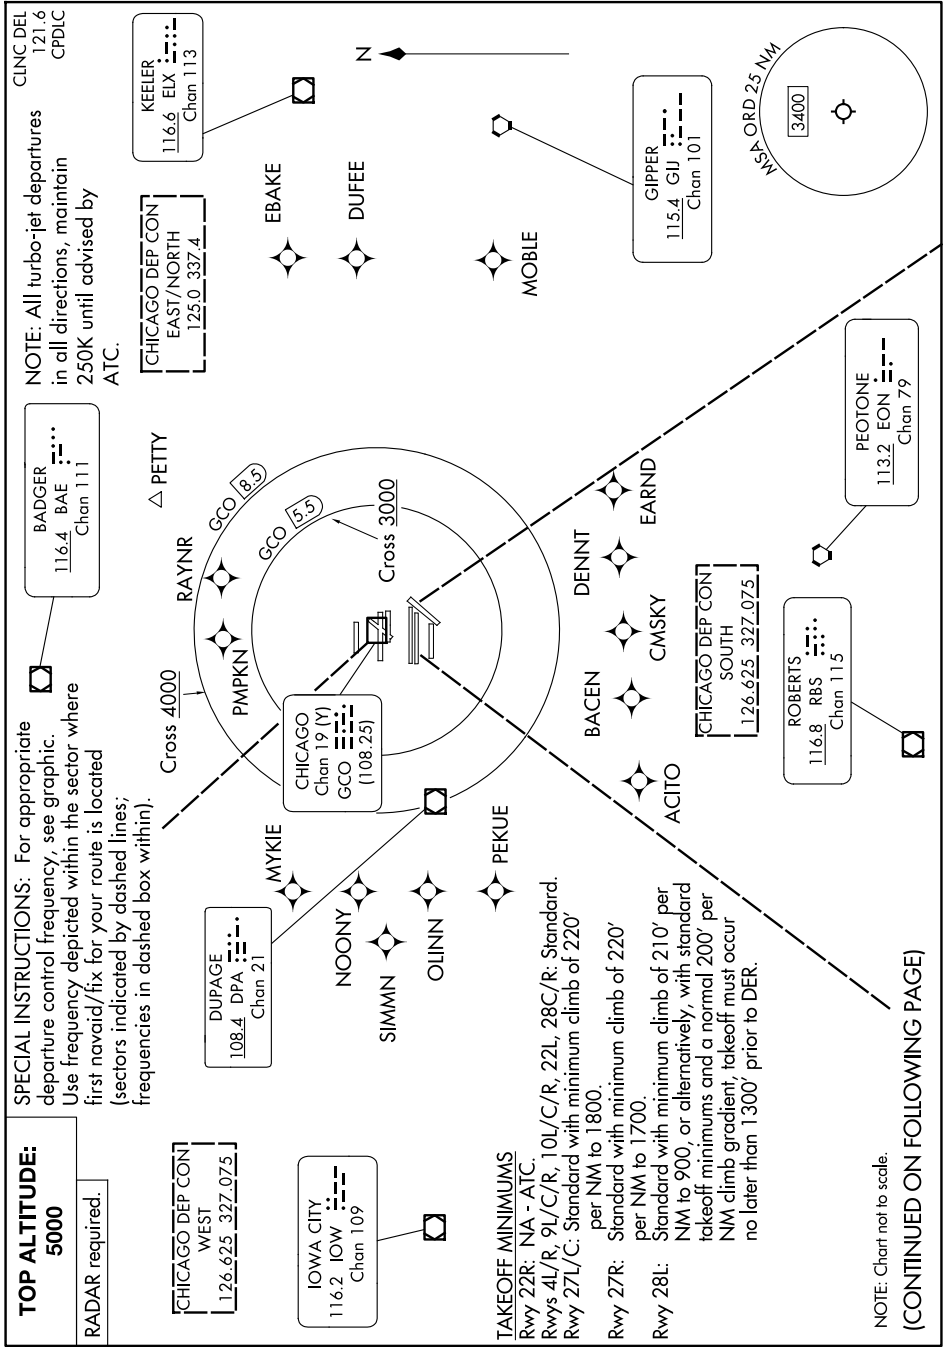 TOP ALTITUDE:
5000
RADAR required.
SPECIAL INSTRUCTIONS: For appropriate
departure control frequency, see graphic.
Use frequency depicted within the sector where
first navaid/fix for your route is located
(sectors indicated by dashed lines;
frequencies in dashed box within).
NOTE: All turbo-jet departures
in all directions, maintain
250K until advised by
ATC.
CLNC DEL
121.6
CPDLC
BADGER
116.4 BAE
Chan 111
KEELER
116.6 ELX
Chan 113
CHICAGO DEP CON
WEST
126.625 327.075
CHICAGO DEP CON
EAST/NORTH
125.0 337.4
PETTY
Cross 4000
RAYNR
PMPKN
GCO 8.5
GCO 5.5
Cross 3000
EBAKE
DUFEE
MOBLE
N
DUPAGE
108.4 DPA
Chan 21
MYKIE
NOONY
SIMMN
OLINN
PEKUE
CHICAGO
Chan 19 (Y)
GCO
(108.25)
IOWA CITY
116.2 IOW
Chan 109
GIPPER
115.4 GIJ
Chan 101
MSA ORD 25 NM
3400
TAKEOFF MINIMUMS
Rwy 22R: NA - ATC.
Rwys 4L/R, 9L/C/R, 10L/C/R, 22L, 28C/R: Standard.
Rwy 27L/C: Standard with minimum climb of 220'
per NM to 1800.
Rwy 27R: Standard with minimum climb of 220'
per NM to 1700.
Rwy 28L: Standard with minimum climb of 210' per
NM to 900, or alternatively, with standard
takeoff minimums and a normal 200' per
NM climb gradient, takeoff must occur
no later than 1300' prior to DER.
ACITO
BACEN
CMSKY
DENNT
EARND
CHICAGO DEP CON
SOUTH
126.625 327.075
ROBERTS
116.8 RBS
Chan 115
PEOTONE
113.2 EON
Chan 79
NOTE: Chart not to scale.
(CONTINUED ON FOLLOWING PAGE)